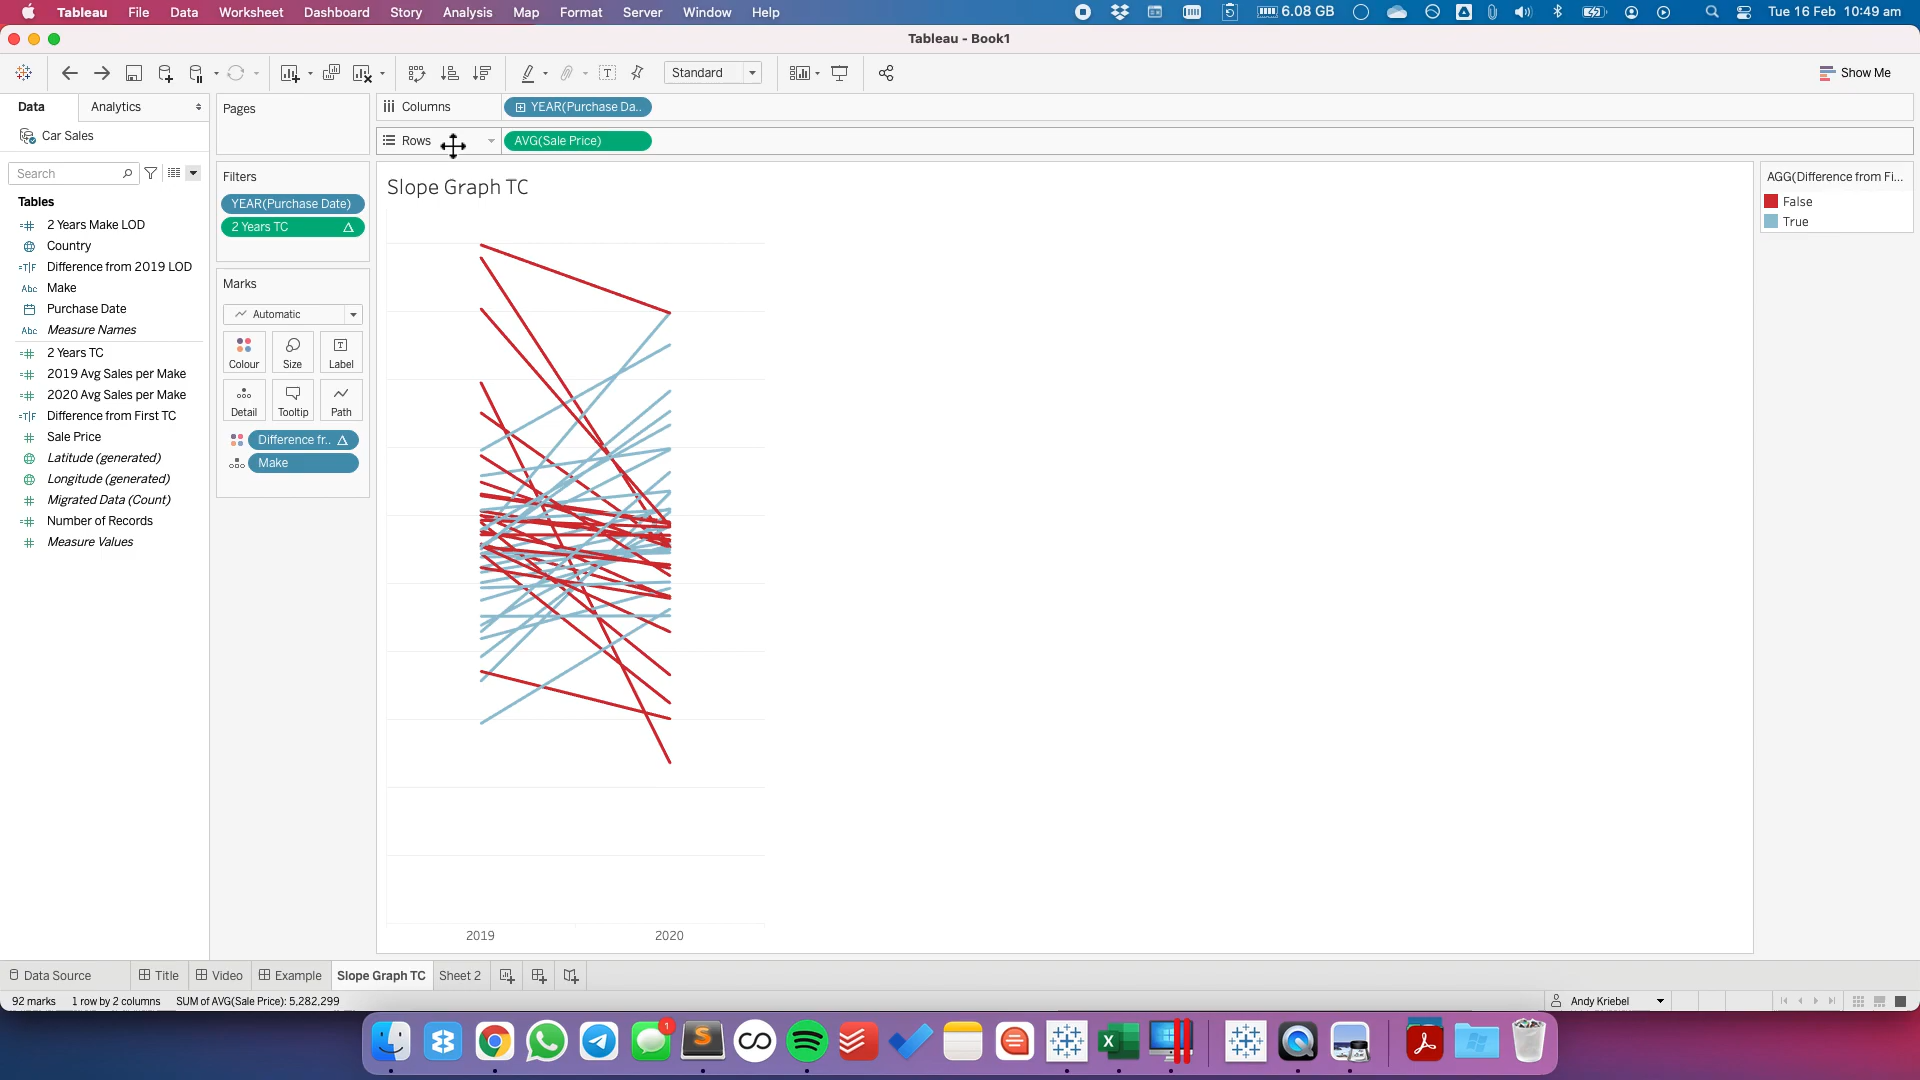 Tableau File Data Worksheet Dashboard Story Analysis Map Format Server Window Help 6.08 GB Tue 16 Feb 10:49 am
Tableau - Book1
Standard
Show Me
Data Analytics
Car Sales
Search
Tables
2 Years Make LOD
Country
Difference from 2019 LOD
Abc Make
Purchase Date
Abc Measure Names
2 Years TC
2019 Avg Sales per Make
2020 Avg Sales per Make
Difference from First TC
Sale Price
Latitude (generated)
Longitude (generated)
Migrated Data (Count)
Number of Records
Measure Values
Pages
Filters
YEAR(Purchase Date)
2 Years TC
Marks
Automatic
Colour Size Label
Detail Tooltip Path
Difference fr..
Make
Columns YEAR(Purchase Da..
Rows AVG(Sale Price)
Slope Graph TC
2019 2020
AGG(Difference from Fi...
False
True
Data Source Title Video Example Slope Graph TC Sheet 2
92 marks 1 row by 2 columns SUM of AVG(Sale Price): 5,282,299
Andy Kriebel
1